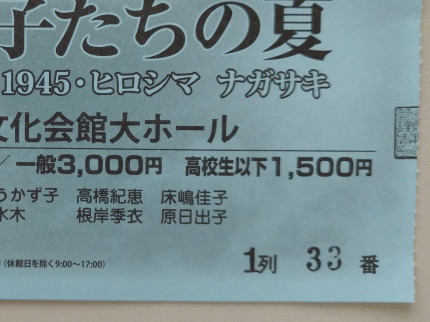 子たちの夏
1945・ヒロシマ ナガサキ
文化会館大ホール
／一般3,000円 高校生以下1,500円
うかず子 高橋紀恵 床嶋佳子
水木 根岸季衣 原日出子
(休館日を除く9:00~17:00)
1列 33 番